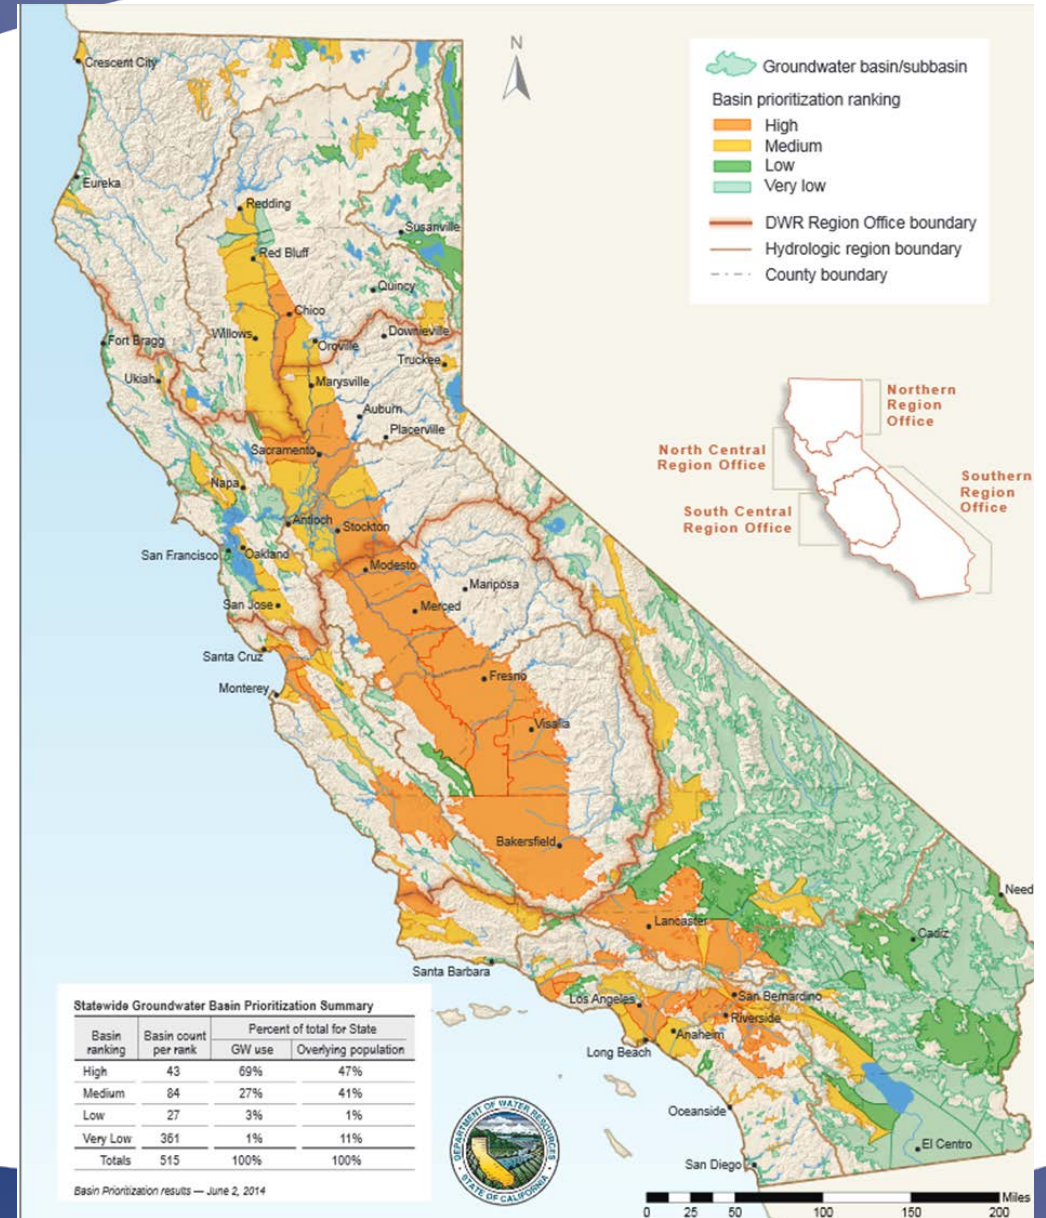 N
Groundwater basin/subbasin
Basin prioritization ranking
High
Medium
Low
Very low
DWR Region Office boundary
Hydrologic region boundary
County boundary
Northern
Region
Office
North Central
Region Office
Southern
Region
Office
South Central
Region Office
Crescent City
Eureka
Redding
Susanville
Red Bluff
Quincy
Chico
Willows
Downieville
Fort Bragg
Oroville
Truckee
Ukiah
Marysville
Auburn
Placerville
Sacramento
Napa
Antioch
Stockton
San Francisco
Oakland
Modesto
Mariposa
San Jose
Merced
Santa Cruz
Fresno
Monterey
Visalia
Bakersfield
Need
Lancaster
Cadiz
Santa Barbara
Los Angeles
San Bernardino
Riverside
Anaheim
Long Beach
Oceanside
El Centro
San Diego
Statewide Groundwater Basin Prioritization Summary
Basin ranking Basin count per rank Percent of total for State
GW use Overlying population
High 43 69% 47%
Medium 84 27% 41%
Low 27 3% 1%
Very Low 361 1% 11%
Totals 515 100% 100%
Basin Prioritization results — June 2, 2014
DEPARTMENT OF WATER RESOURCES
STATE OF CALIFORNIA
Miles
0 25 50 100 150 200